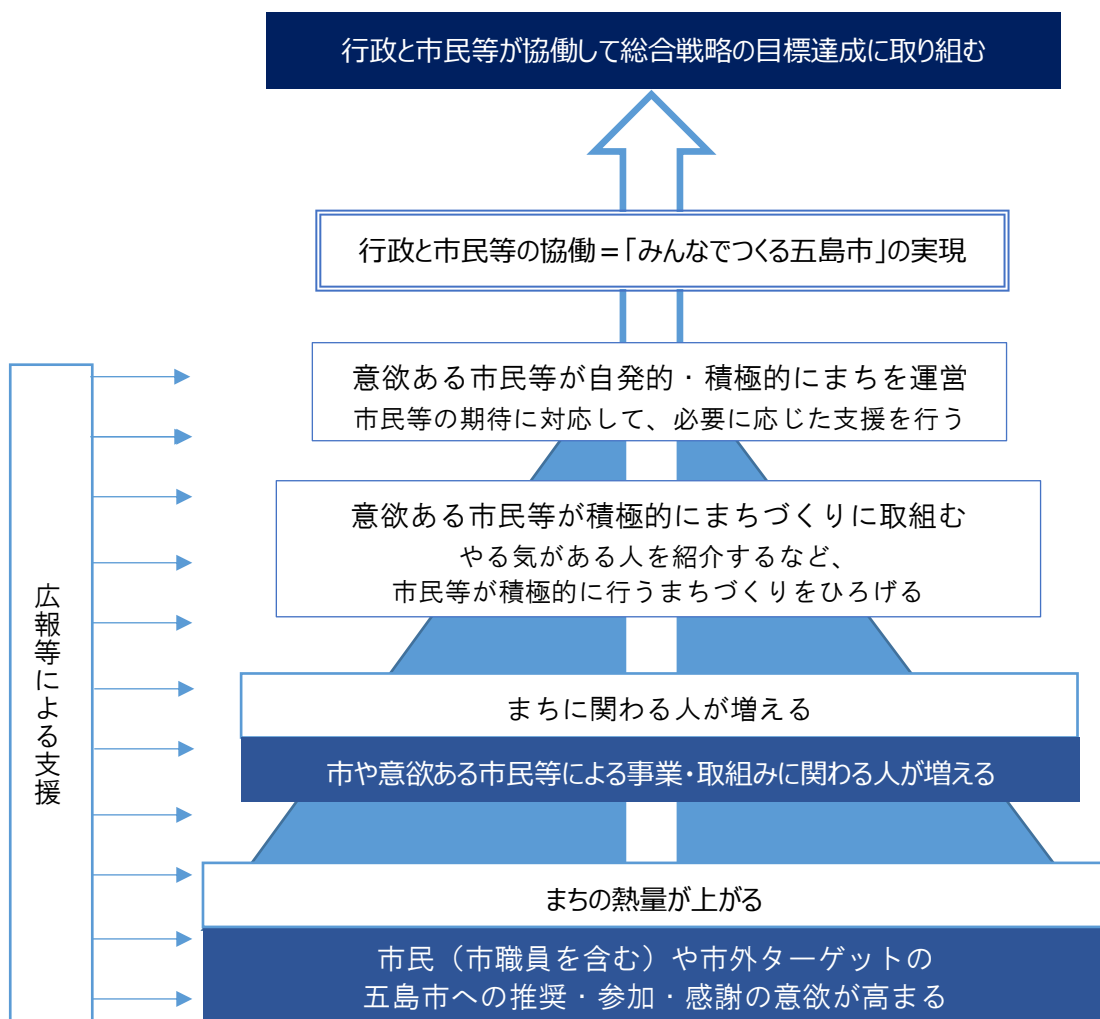 行政と市民等が協働して総合戦略の目標達成に取り組む
行政と市民等の協働＝「みんなでつくる五島市」の実現
意欲ある市民等が自発的・積極的にまちを運営
市民等の期待に対応して、必要に応じた支援を行う
意欲ある市民等が積極的にまちづくりに取組む
やる気がある人を紹介するなど、
市民等が積極的に行うまちづくりをひろげる
広報等による支援
まちに関わる人が増える
市や意欲ある市民等による事業・取組みに関わる人が増える
まちの熱量が上がる
市民（市職員を含む）や市外ターゲットの
五島市への推奨・参加・感謝の意欲が高まる